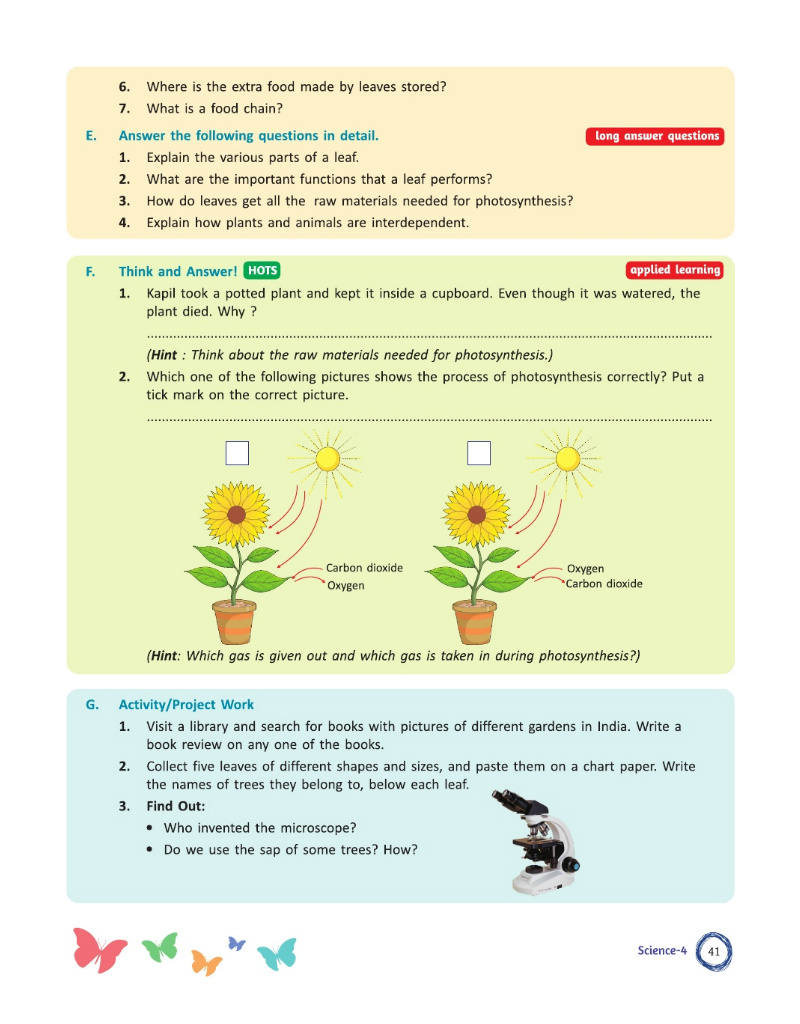 6. Where is the extra food made by leaves stored?
7. What is a food chain?
E. Answer the following questions in detail. long answer questions
1. Explain the various parts of a leaf.
2. What are the important functions that a leaf performs?
3. How do leaves get all the raw materials needed for photosynthesis?
4. Explain how plants and animals are interdependent.
F. Think and Answer! HOTS applied learning
1. Kapil took a potted plant and kept it inside a cupboard. Even though it was watered, the
plant died. Why ?
(Hint : Think about the raw materials needed for photosynthesis.)
2. Which one of the following pictures shows the process of photosynthesis correctly? Put a
tick mark on the correct picture.
Carbon dioxide
Oxygen
Oxygen
Carbon dioxide
(Hint: Which gas is given out and which gas is taken in during photosynthesis?)
G. Activity/Project Work
1. Visit a library and search for books with pictures of different gardens in India. Write a
book review on any one of the books.
2. Collect five leaves of different shapes and sizes, and paste them on a chart paper. Write
the names of trees they belong to, below each leaf.
3. Find Out:
• Who invented the microscope?
• Do we use the sap of some trees? How?
Science-4 41